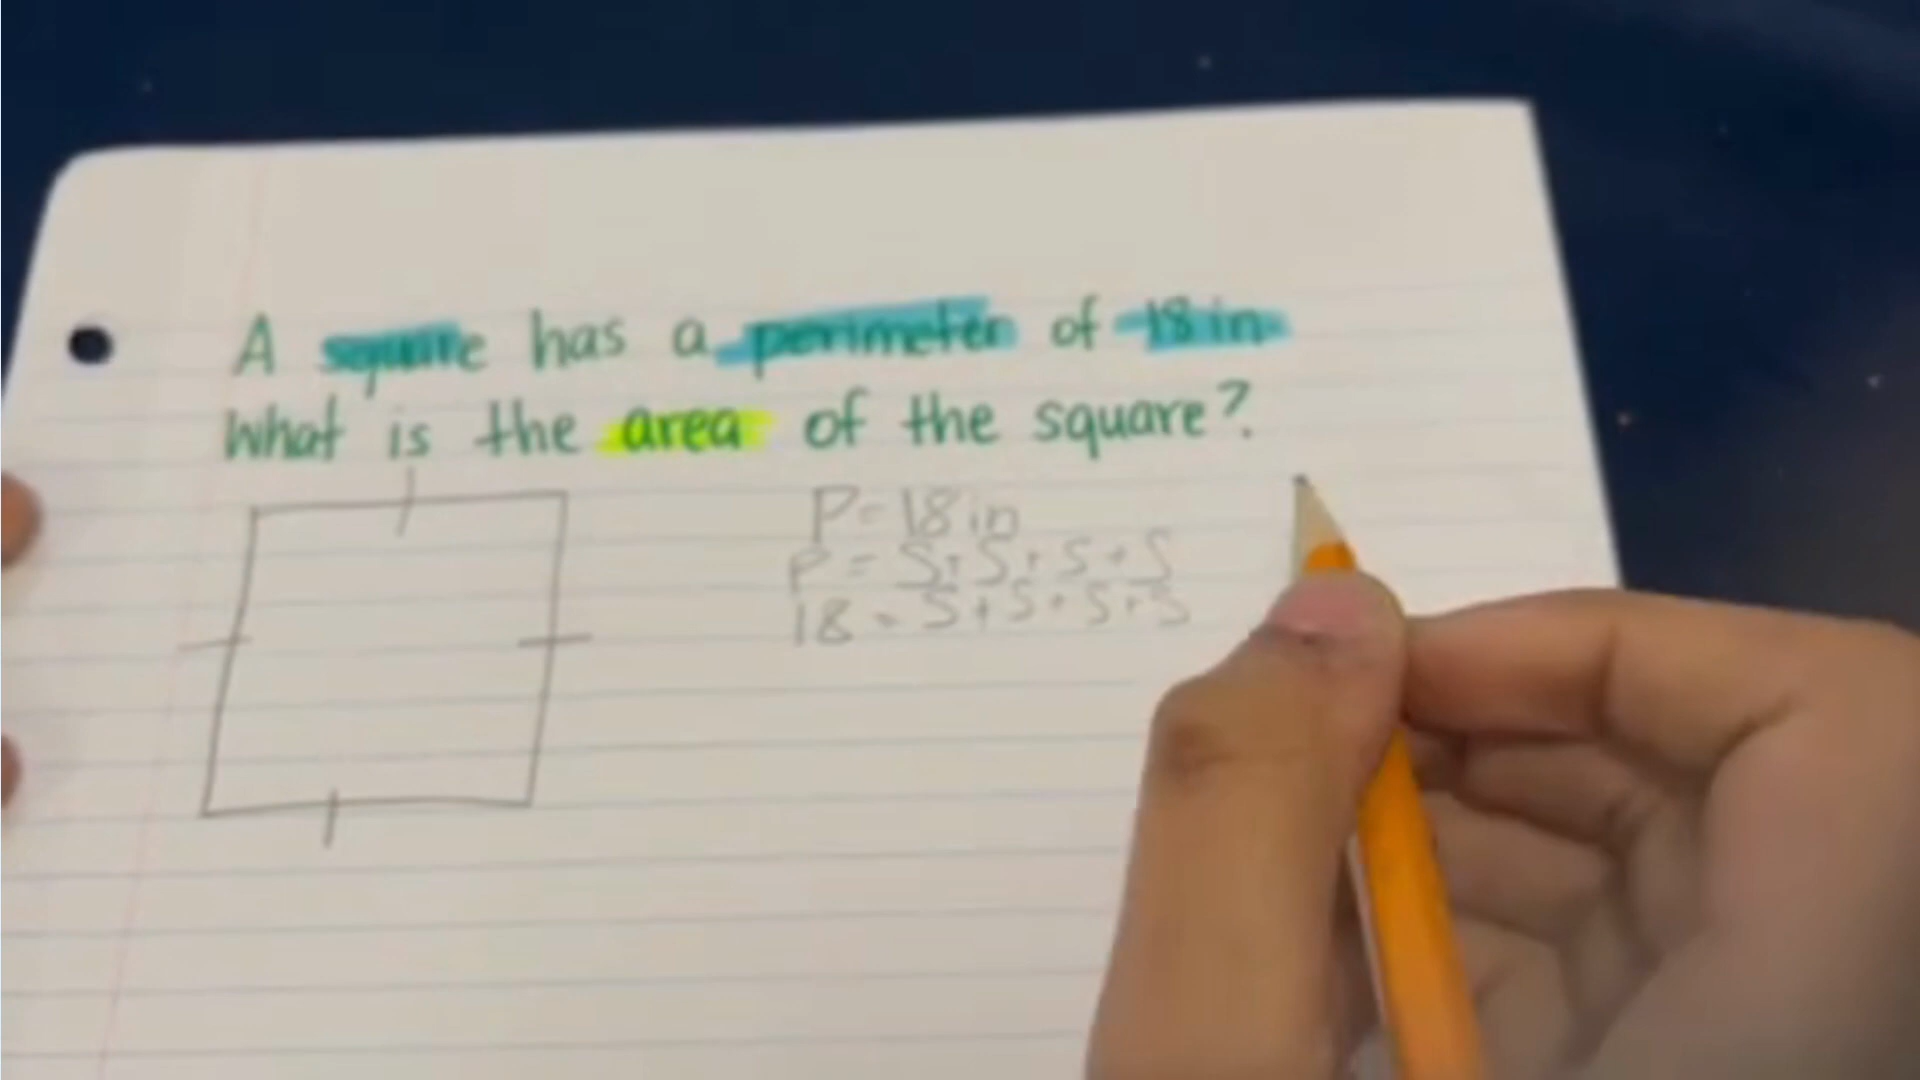 A square has a perimeter of 18 in.
What is the area of the square?
P = 18 in
P = S + S + S + S
18 = S + S + S + S